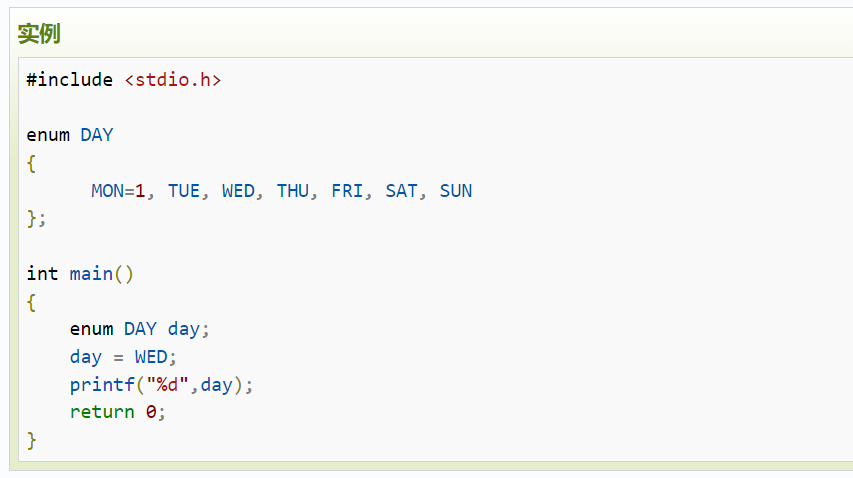 实例
#include <stdio.h>
enum DAY
{
      MON=1, TUE, WED, THU, FRI, SAT, SUN
};
int main()
{
    enum DAY day;
    day = WED;
    printf("%d",day);
    return 0;
}